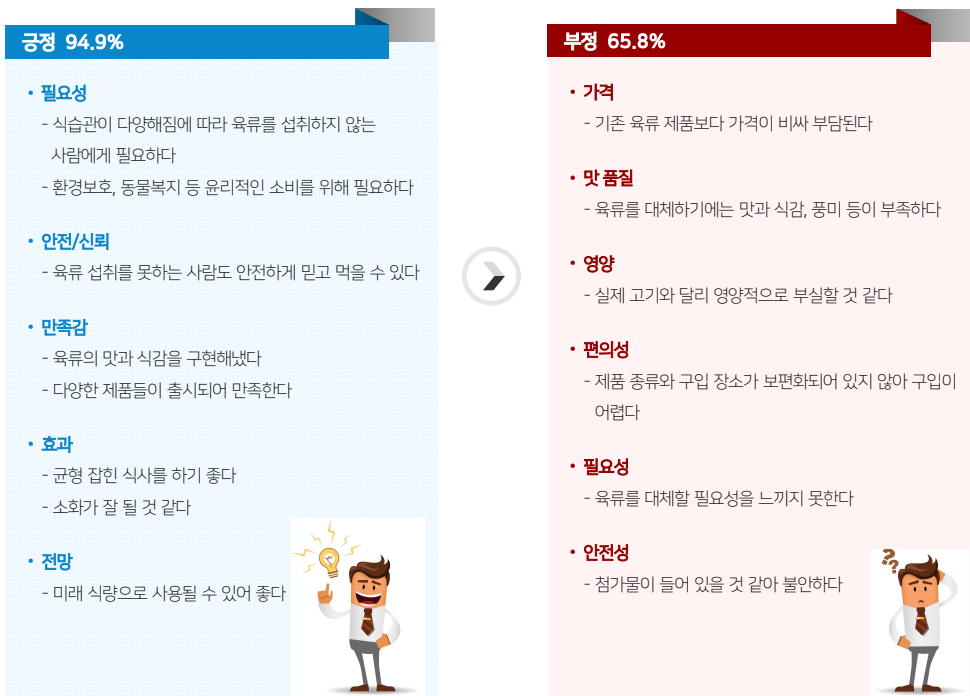 긍정 94.9%
• 필요성
- 식습관이 다양해짐에 따라 육류를 섭취하지 않는
사람에게 필요하다
- 환경보호, 동물복지 등 윤리적인 소비를 위해 필요하다
• 안전/신뢰
- 육류 섭취를 못하는 사람도 안전하게 믿고 먹을 수 있다
• 만족감
- 육류의 맛과 식감을 구현해냈다
- 다양한 제품들이 출시되어 만족한다
• 효과
- 균형 잡힌 식사를 하기 좋다
- 소화가 잘 될 것 같다
• 전망
- 미래 식량으로 사용될 수 있어 좋다
부정 65.8%
• 가격
- 기존 육류 제품보다 가격이 비싸 부담된다
• 맛 품질
- 육류를 대체하기에는 맛과 식감, 풍미 등이 부족하다
• 영양
- 실제 고기와 달리 영양적으로 부실할 것 같다
• 편의성
- 제품 종류와 구입 장소가 보편화되어 있지 않아 구입이
어렵다
• 필요성
- 육류를 대체할 필요성을 느끼지 못한다
• 안전성
- 첨가물이 들어 있을 것 같아 불안하다
??